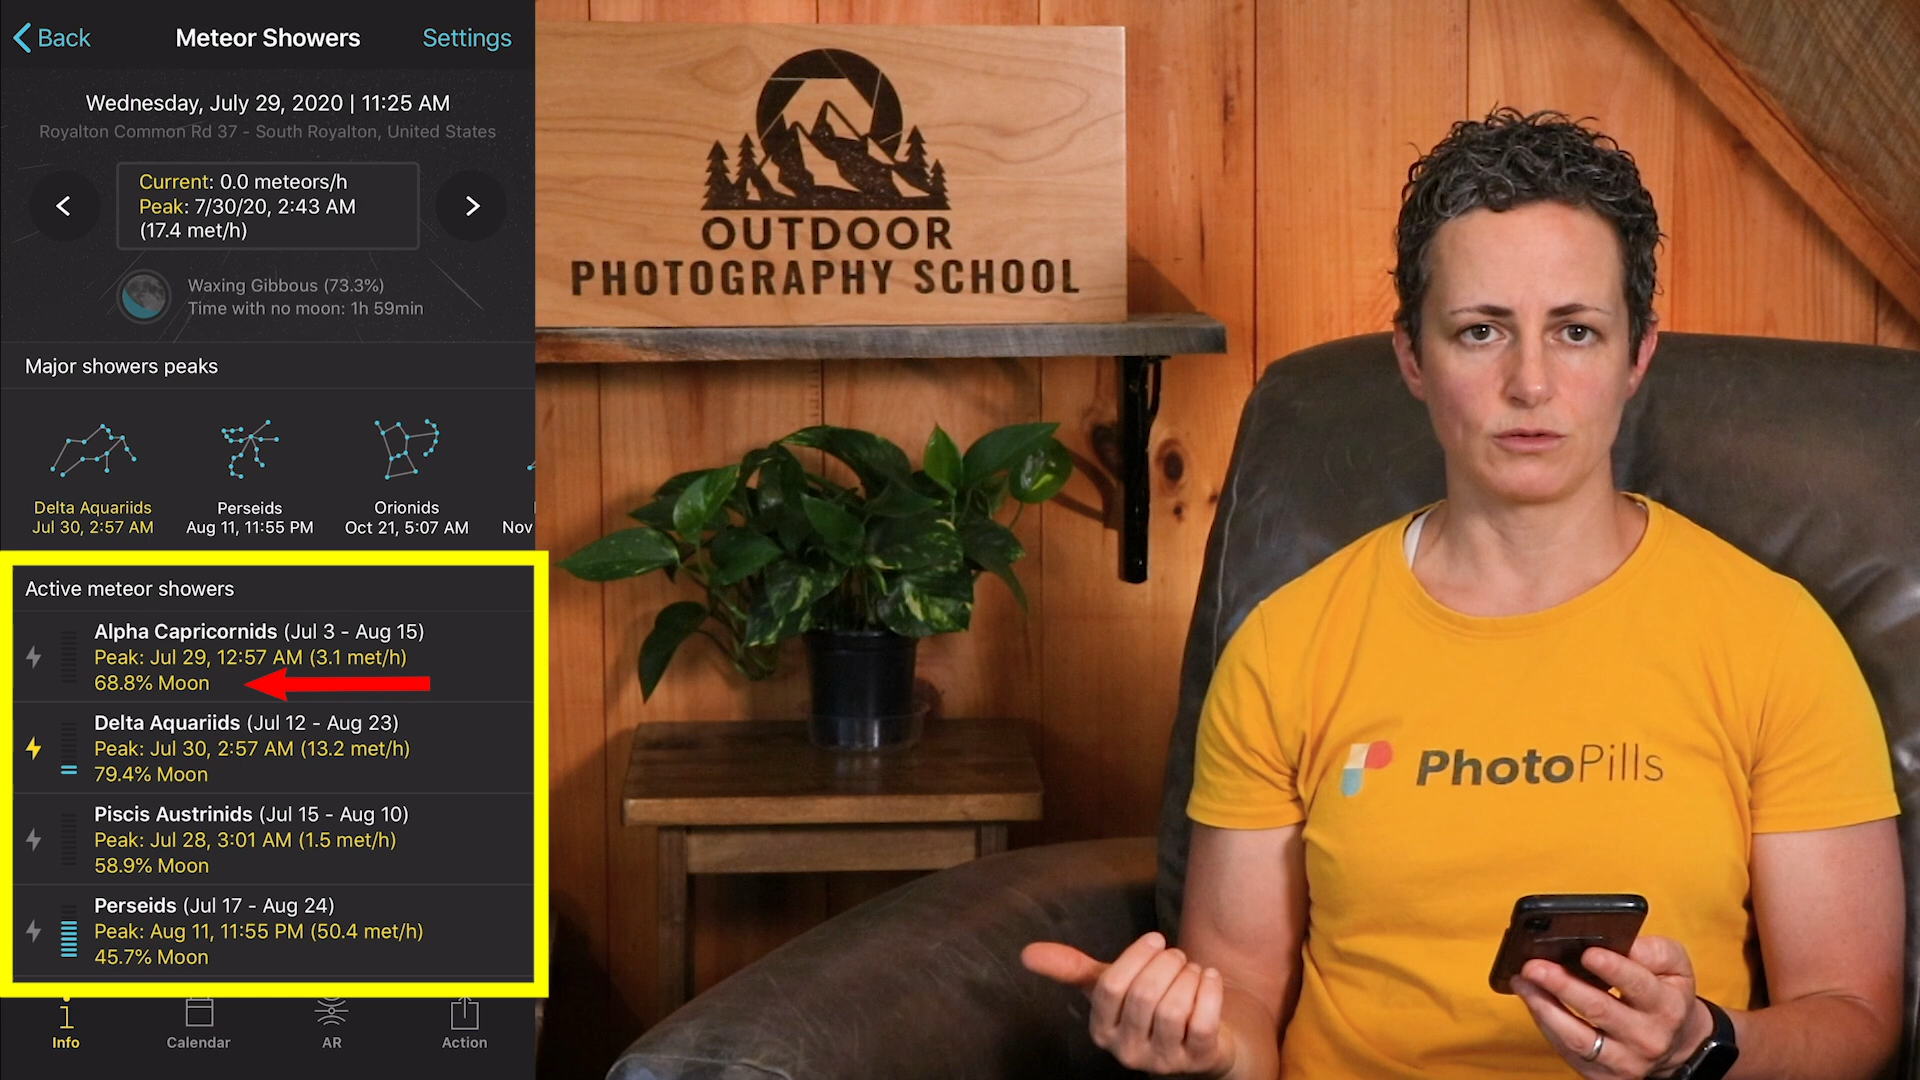 Back
Meteor Showers
Settings
Wednesday, July 29, 2020 | 11:25 AM
Royalton Common Rd 37 - South Royalton, United States
Current: 0.0 meteors/h
Peak: 7/30/20, 2:43 AM
(17.4 met/h)
Waxing Gibbous (73.3%)
Time with no moon: 1h 59min
Major showers peaks
Delta Aquariids
Jul 30, 2:57 AM
Perseids
Aug 11, 11:55 PM
Orionids
Oct 21, 5:07 AM
Nov
Active meteor showers
Alpha Capricornids (Jul 3 - Aug 15)
Peak: Jul 29, 12:57 AM (3.1 met/h)
68.8% Moon
Delta Aquariids (Jul 12 - Aug 23)
Peak: Jul 30, 2:57 AM (13.2 met/h)
79.4% Moon
Piscis Austrinids (Jul 15 - Aug 10)
Peak: Jul 28, 3:01 AM (1.5 met/h)
58.9% Moon
Perseids (Jul 17 - Aug 24)
Peak: Aug 11, 11:55 PM (50.4 met/h)
45.7% Moon
Info
Calendar
AR
Action
OUTDOOR
PHOTOGRAPHY SCHOOL
PhotoPills